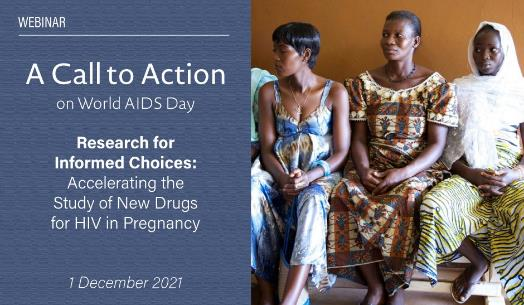 WEBINAR
A Call to Action
on World AIDS Day
Research for
Informed Choices:
Accelerating the
Study of New Drugs
for HIV in Pregnancy
1 December 2021